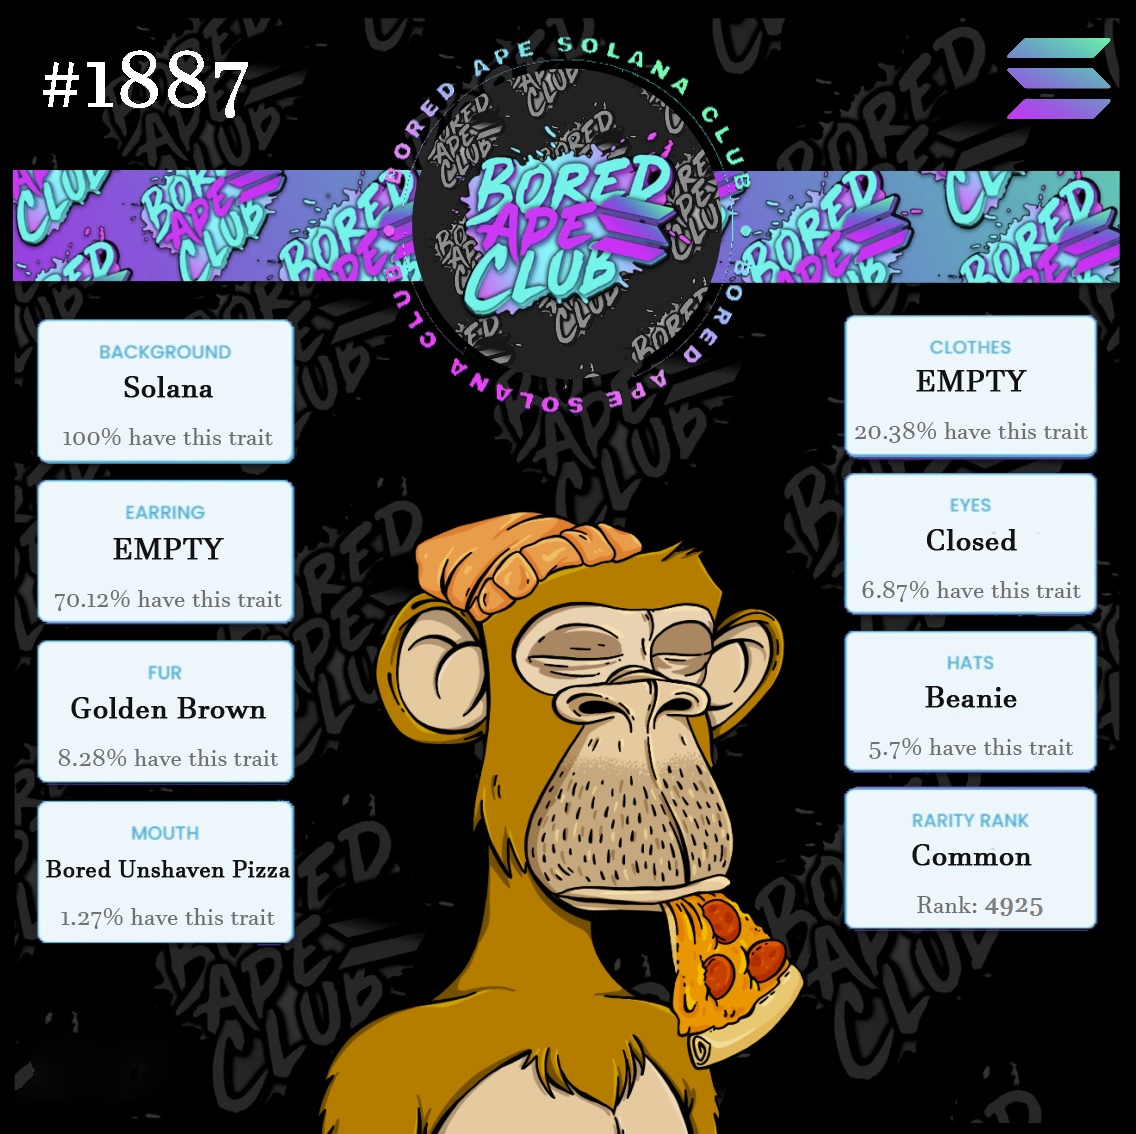 #1887
BORED APE SOLANA CLUB
BORED APE SOLANA CLUB
BORED
APE
CLUB
BACKGROUND
Solana
100% have this trait
EARRING
EMPTY
70.12% have this trait
FUR
Golden Brown
8.28% have this trait
MOUTH
Bored Unshaven Pizza
1.27% have this trait
CLOTHES
EMPTY
20.38% have this trait
EYES
Closed
6.87% have this trait
HATS
Beanie
5.7% have this trait
RARITY RANK
Common
Rank: 4925